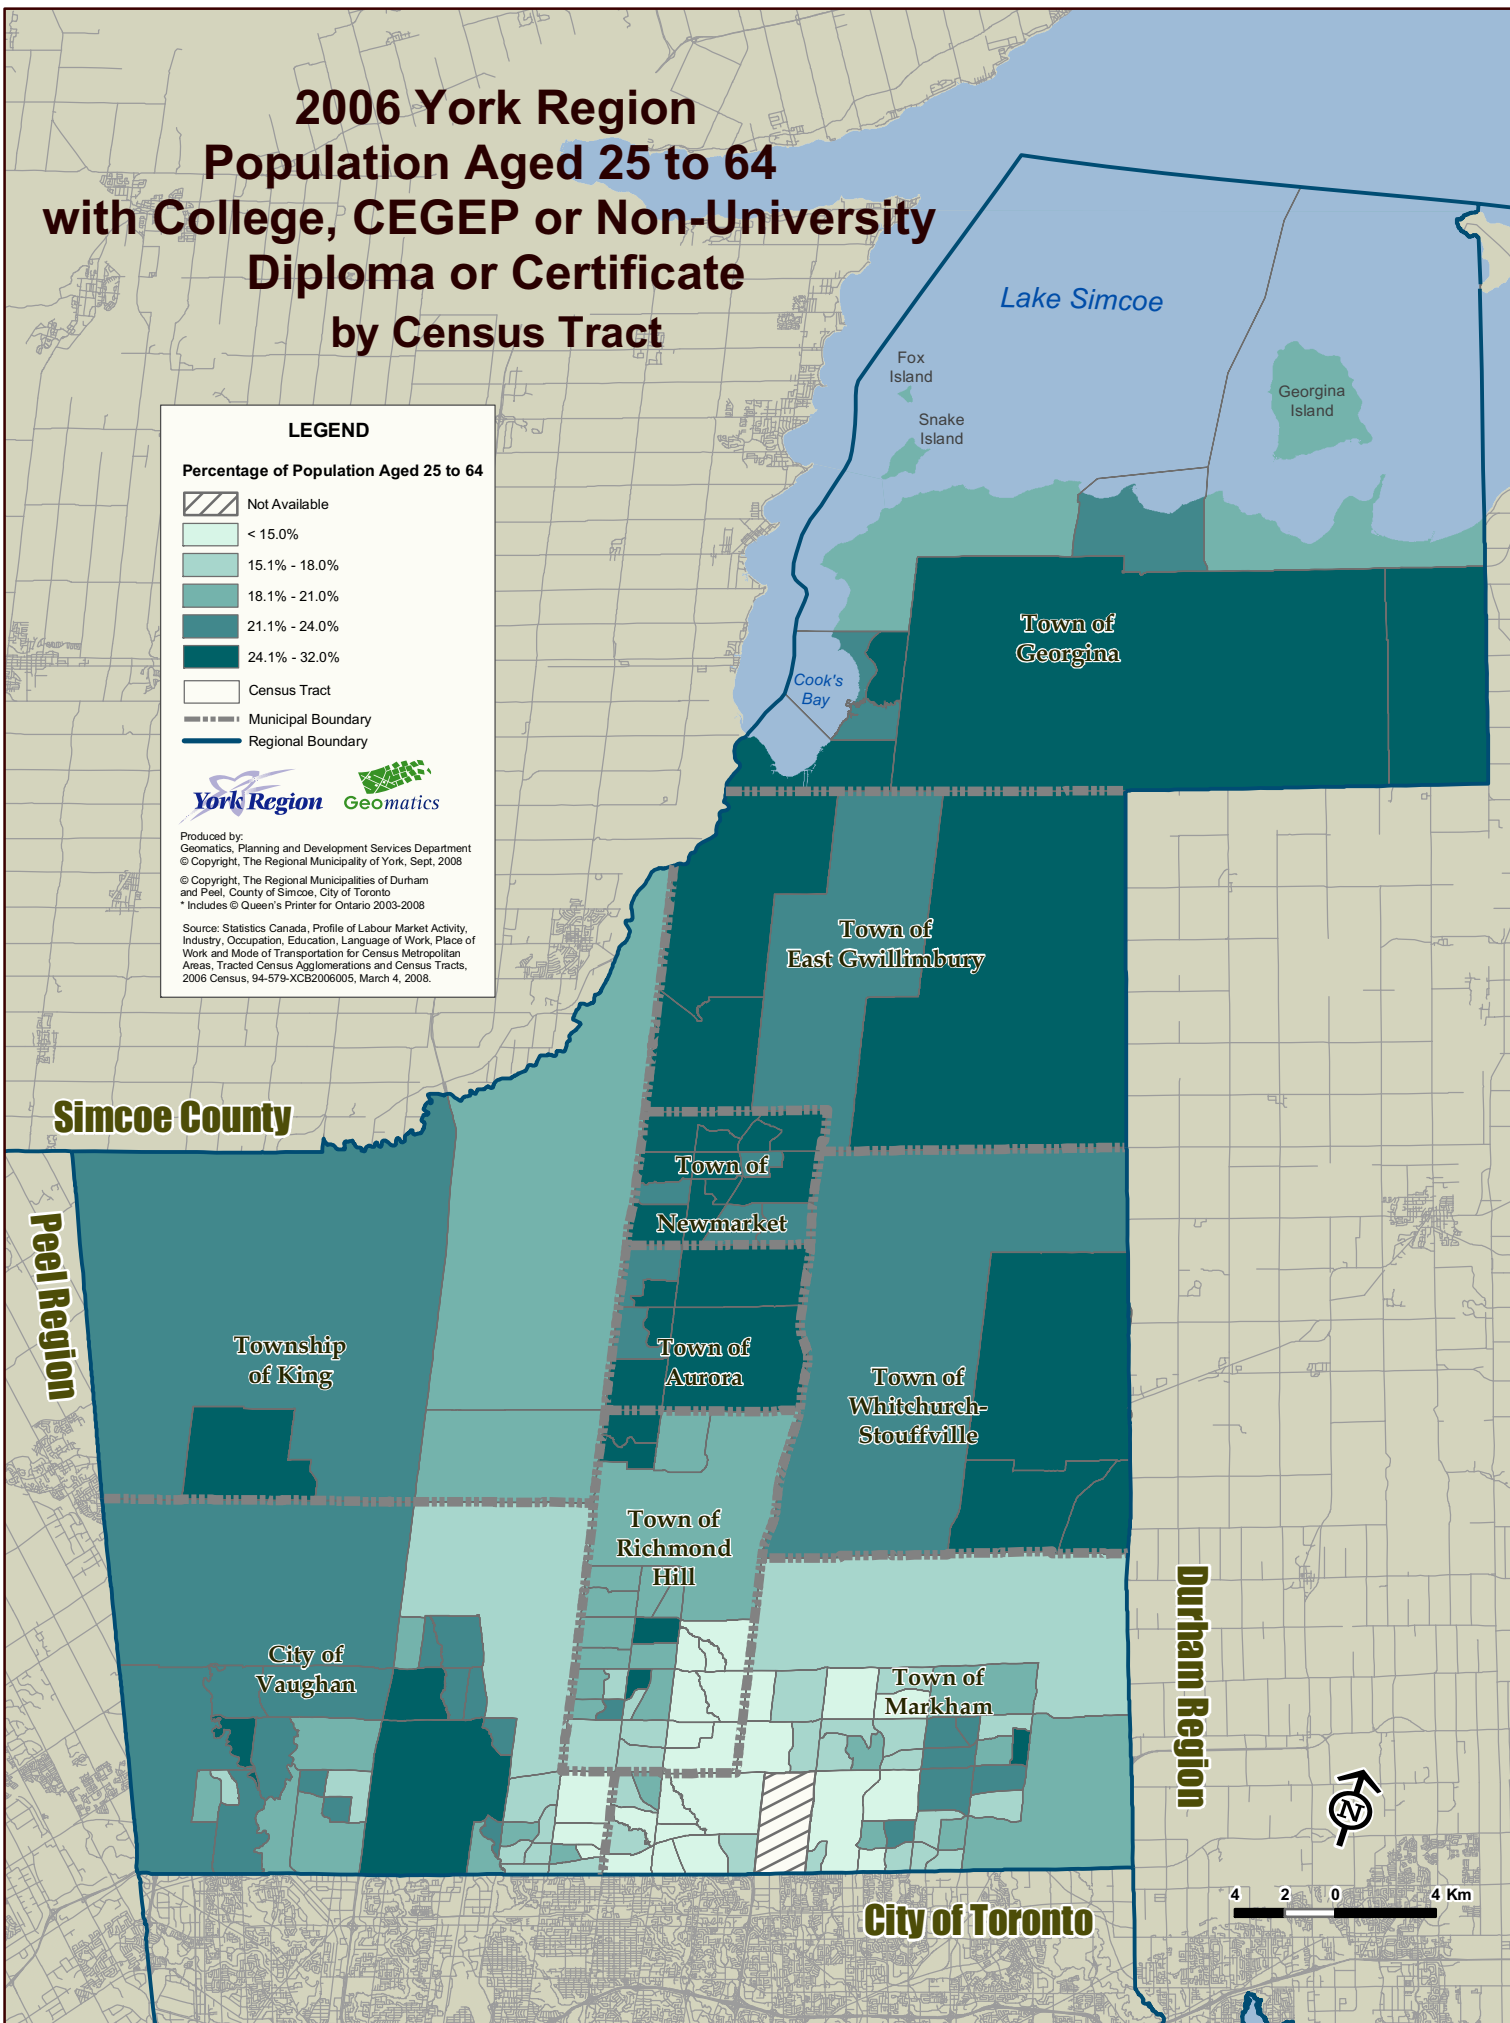 2006 York Region
Population Aged 25 to 64
with College, CEGEP or Non-University
Diploma or Certificate
by Census Tract
LEGEND
Percentage of Population Aged 25 to 64
Not Available
< 15.0%
15.1% - 18.0%
18.1% - 21.0%
21.1% - 24.0%
24.1% - 32.0%
Census Tract
Municipal Boundary
Regional Boundary
York Region
Geomatics
Produced by:
Geomatics, Planning and Development Services Department
© Copyright, The Regional Municipality of York, Sept, 2008
© Copyright, The Regional Municipalities of Durham
and Peel, County of Simcoe, City of Toronto
* Includes © Queen's Printer for Ontario 2003-2008
Source: Statistics Canada, Profile of Labour Market Activity,
Industry, Occupation, Education, Language of Work, Place of
Work and Mode of Transportation for Census Metropolitan
Areas, Tracted Census Agglomerations and Census Tracts,
2006 Census, 94-579-XCB2006005, March 4, 2008.
Lake Simcoe
Fox
Island
Snake
Island
Georgina
Island
Cook's
Bay
Town of
Georgina
Town of
East Gwillimbury
Simcoe County
Peel Region
Town of
Newmarket
Township
of King
Town of
Aurora
Town of
Whitchurch-
Stouffville
Town of
Richmond
Hill
City of
Vaughan
Town of
Markham
Durham Region
N
City of Toronto
4 2 0 4 Km